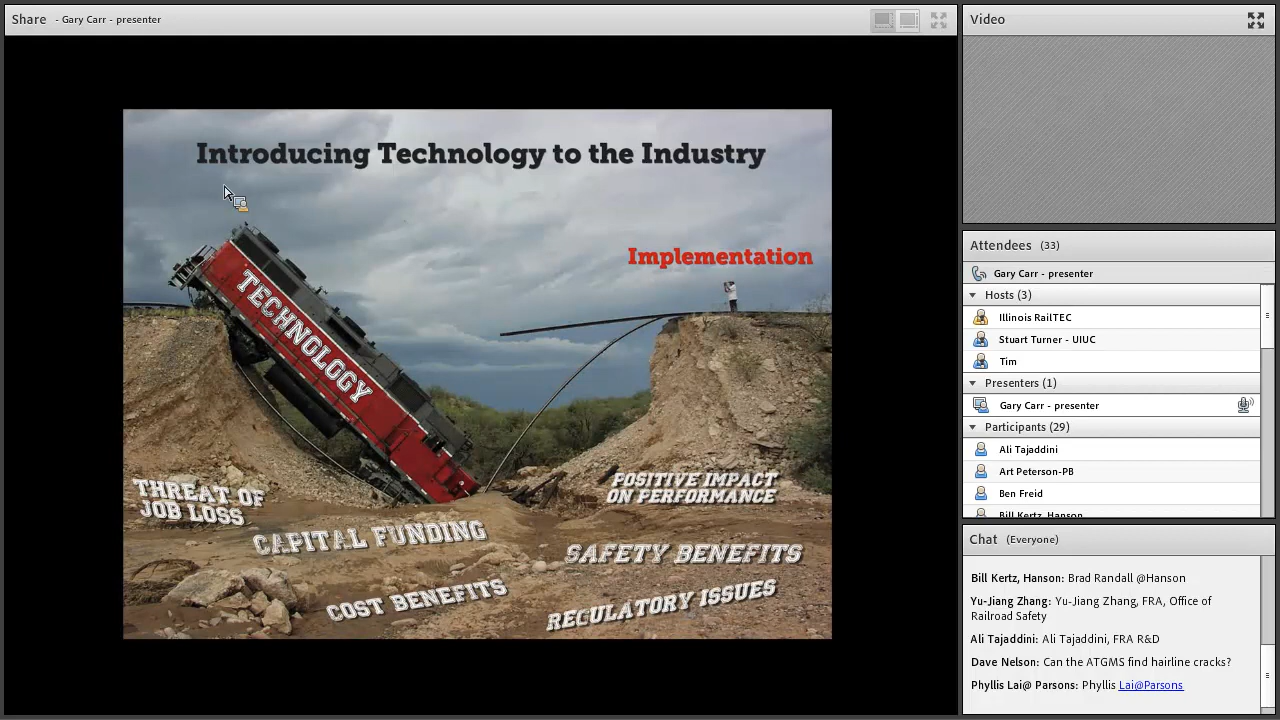 Share - Gary Carr - presenter
Introducing Technology to the Industry
Implementation
TECHNOLOGY
THREAT OF
JOB LOSS
CAPITAL FUNDING
COST BENEFITS
POSITIVE IMPACT
ON PERFORMANCE
SAFETY BENEFITS
REGULATORY ISSUES
Video
Attendees (33)
Gary Carr - presenter
Hosts (3)
Illinois RailTEC
Stuart Turner - UIUC
Tim
Presenters (1)
Gary Carr - presenter
Participants (29)
Ali Tajaddini
Art Peterson-PB
Ben Freid
Bill Kertz, Hanson
Chat (Everyone)
Bill Kertz, Hanson: Brad Randall @Hanson
Yu-Jiang Zhang: Yu-Jiang Zhang, FRA, Office of
Railroad Safety
Ali Tajaddini: Ali Tajaddini, FRA R&D
Dave Nelson: Can the ATGMS find hairline cracks?
Phyllis Lai@ Parsons: Phyllis Lai@Parsons